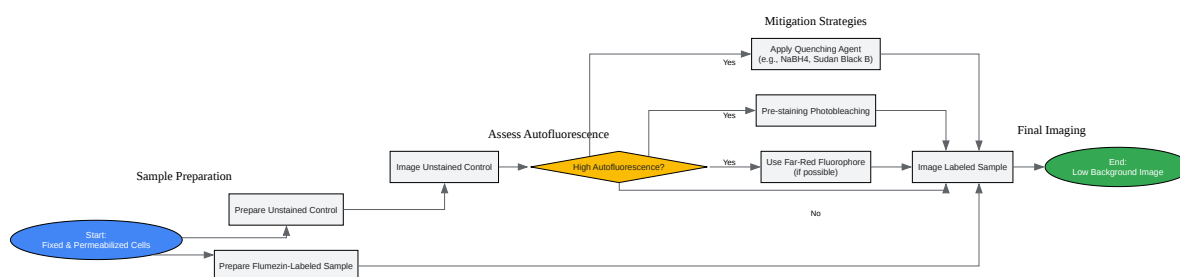 Mitigation Strategies
Apply Quenching Agent
(e.g., NaBH4, Sudan Black B)
Yes
Pre-staining Photobleaching
Yes
Assess Autofluorescence
Final Imaging
Image Unstained Control
High Autofluorescence?
Yes
Use Far-Red Fluorophore
(if possible)
Image Labeled Sample
End:
Low Background Image
Sample Preparation
Prepare Unstained Control
No
Start:
Fixed & Permeabilized Cells
Prepare Flumezin-Labeled Sample